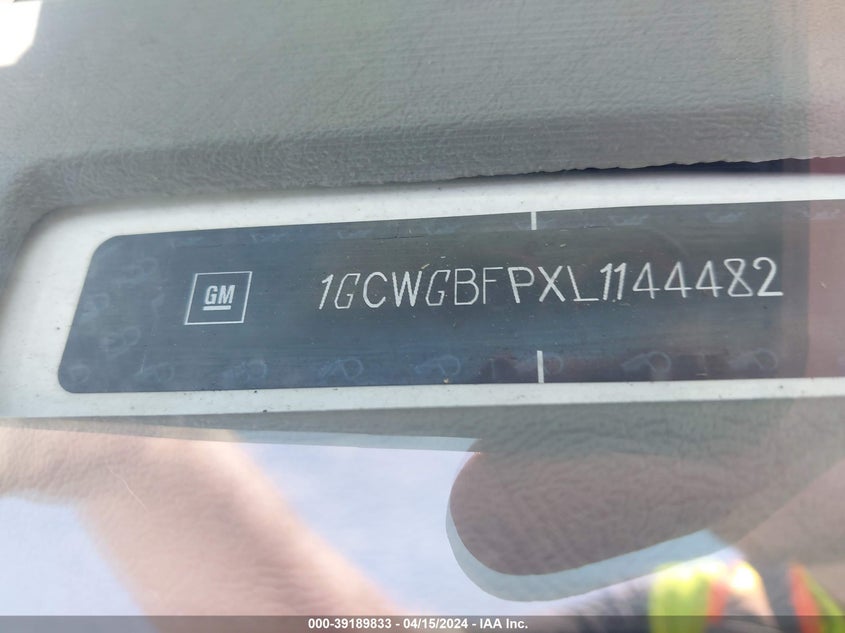 GM 1GCWGBFPXL1144482
000-39189833 - 04/15/2024 - IAA Inc.